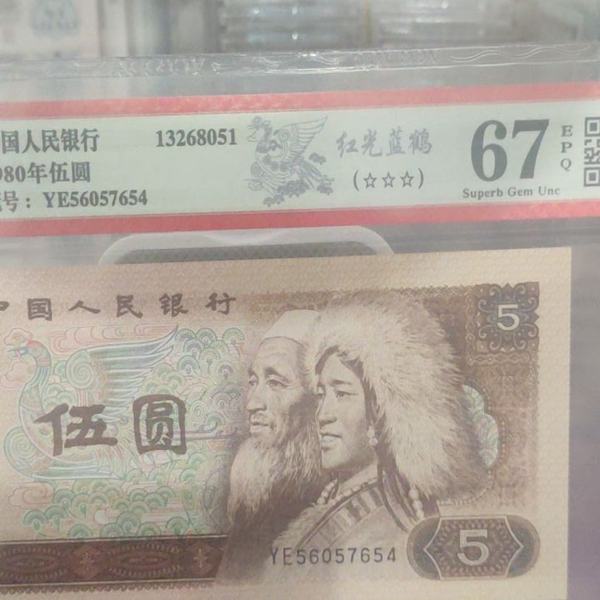 国人民银行 13268051
980年伍圆
号: YE56057654
红光蓝鹤
(☆☆☆)
67
EPQ
Superb Gem Unc
中国人民银行
5
伍圆
YE56057654
5